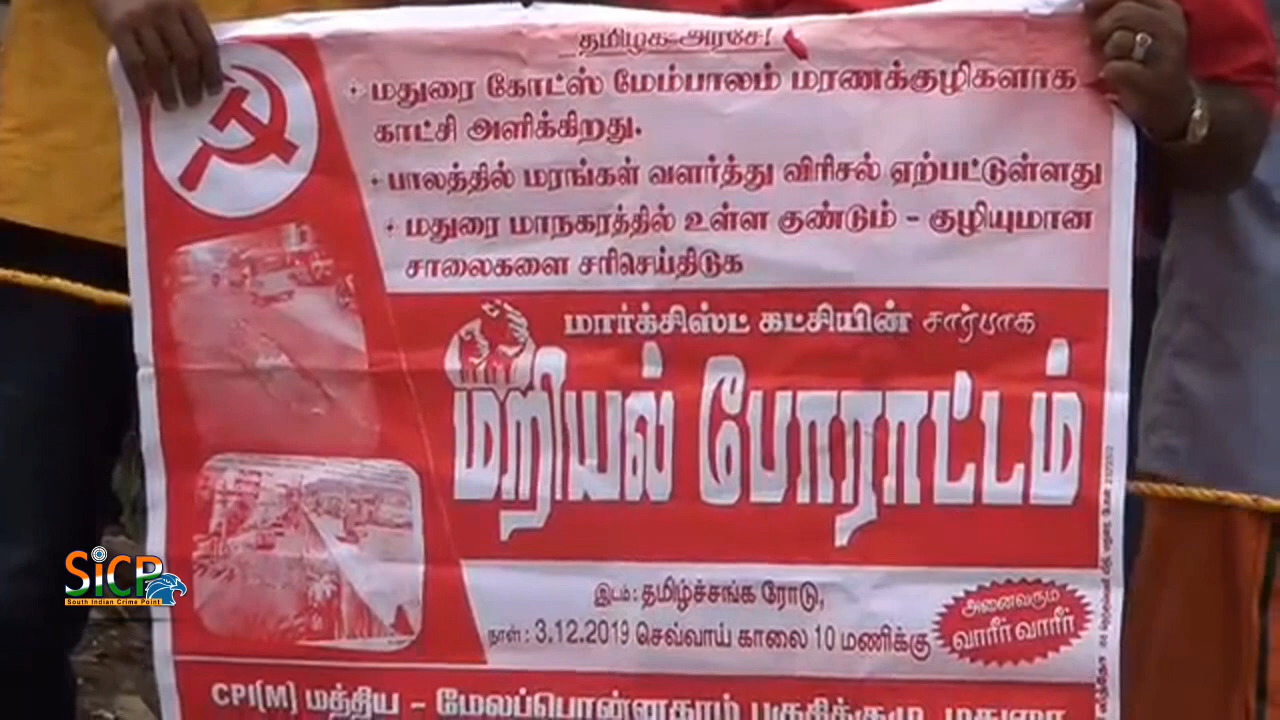 தமிழக அரசே!
மதுரை கோட்ஸ் மேம்பாலம் மரணக்குழிகளாக
காட்சி அளிக்கிறது.
பாலத்தில் மரங்கள் வளர்த்து விரிசல் ஏற்பட்டுள்ளது
மதுரை மாநகரத்தில் உள்ள குண்டும் - குழியுமான
சாலைகளை சரிசெய்திடுக
மார்க்சிஸ்ட் கட்சியின் சார்பாக
மறியல் போராட்டம்
இடம் : தமிழ்ச்சங்க ரோடு,
நாள் : 3.12.2019 செவ்வாய் காலை 10 மணிக்கு
அனைவரும்
வாரீர் வாரீர்
CPI(M) மத்திய - மேலப்பொன்னகரம் பகுதிக்குழு, மதுரை
SiCP
South Indian Crime Point